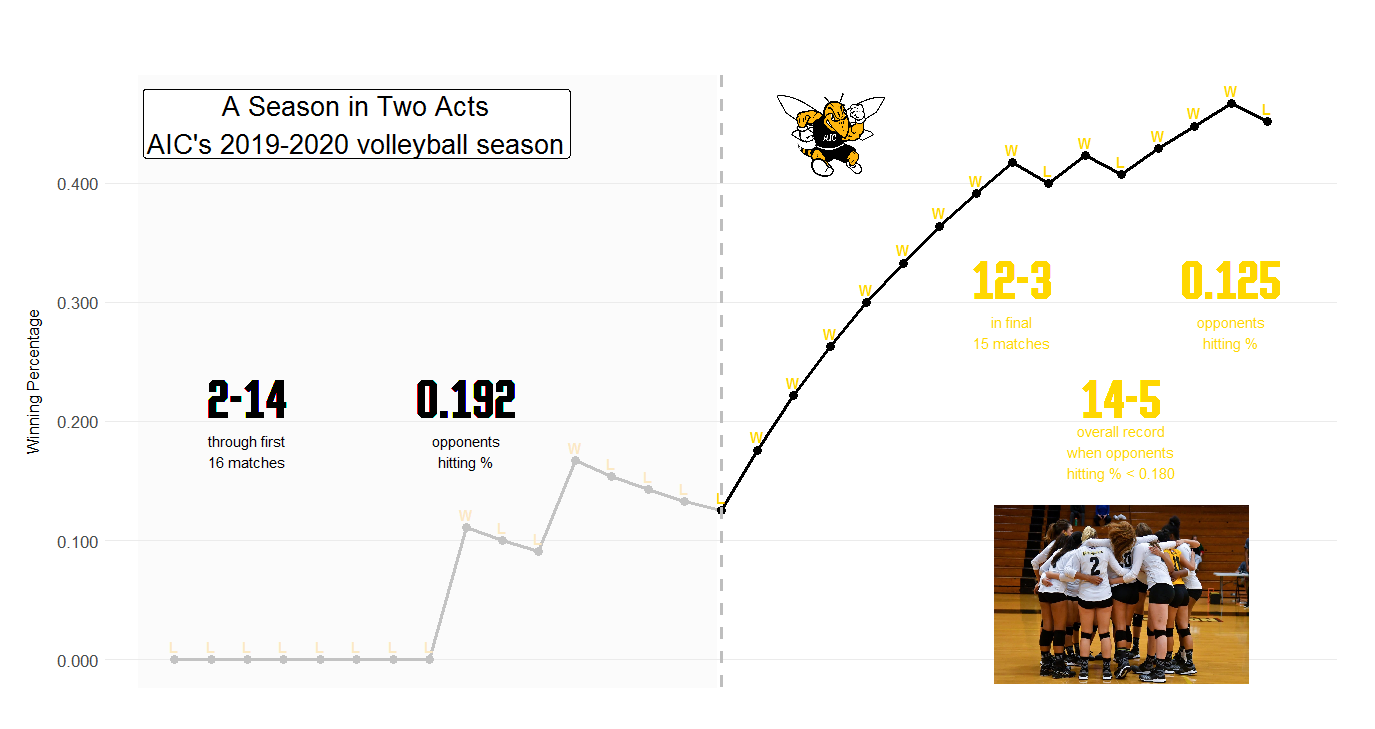 A Season in Two Acts
AIC's 2019-2020 volleyball season
AIC
Winning Percentage
0.400
0.300
0.200
0.100
0.000
2-14
through first
16 matches
0.192
opponents
hitting %
12-3
in final
15 matches
0.125
opponents
hitting %
14-5
overall record
when opponents
hitting % < 0.180
L L L L L L L L W L L W L L L L
W W W W W W W W L W L W W W L
2